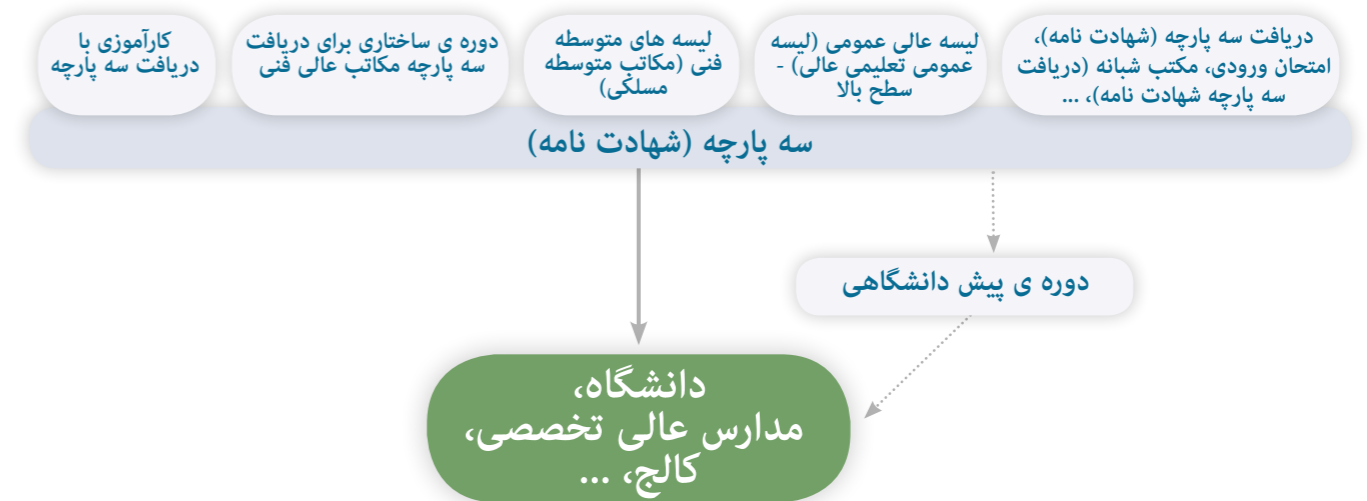 دریافت سه پارچه (شهادت نامه)،
امتحان ورودی، مکتب شبانه (دریافت
سه پارچه شهادت نامه)، ...
لیسه عالی عمومی (لیسه
عمومی تعلیمی عالی) -
سطح بالا
لیسه های متوسطه
فنی (مکاتب متوسطه
مسلکی)
دوره ی ساختاری برای دریافت
سه پارچه مکاتب عالی فنی
کارآموزی با
دریافت سه پارچه
سه پارچه (شهادت نامه)
دوره ی پیش دانشگاهی
دانشگاه،
مدارس عالی تخصصی،
کالج، ...